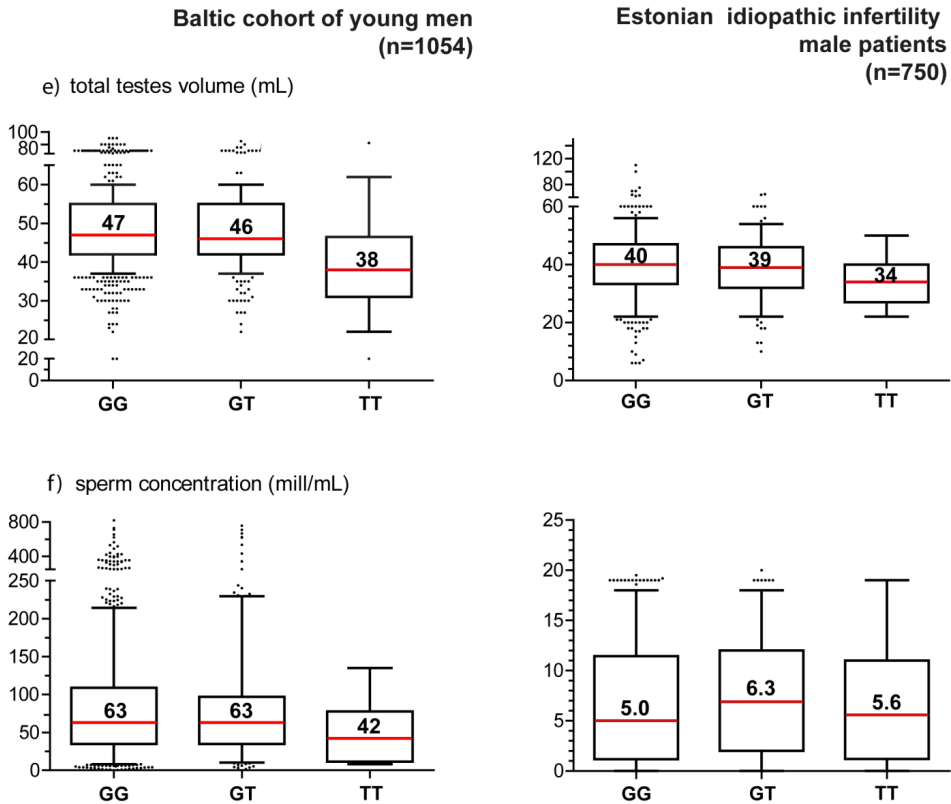 Baltic cohort of young men
(n=1054)
Estonian idiopathic infertility
male patients
(n=750)
e) total testes volume (mL)
100
80
60
50
40
30
20
20
0
47
46
38
GG
GT
TT
140
100
60
60
40
20
0
40
39
34
GG
GT
TT
f) sperm concentration (mill/mL)
800
400
250
200
150
100
50
0
63
63
42
GG
GT
TT
25
20
15
10
5
0
5.0
6.3
5.6
GG
GT
TT